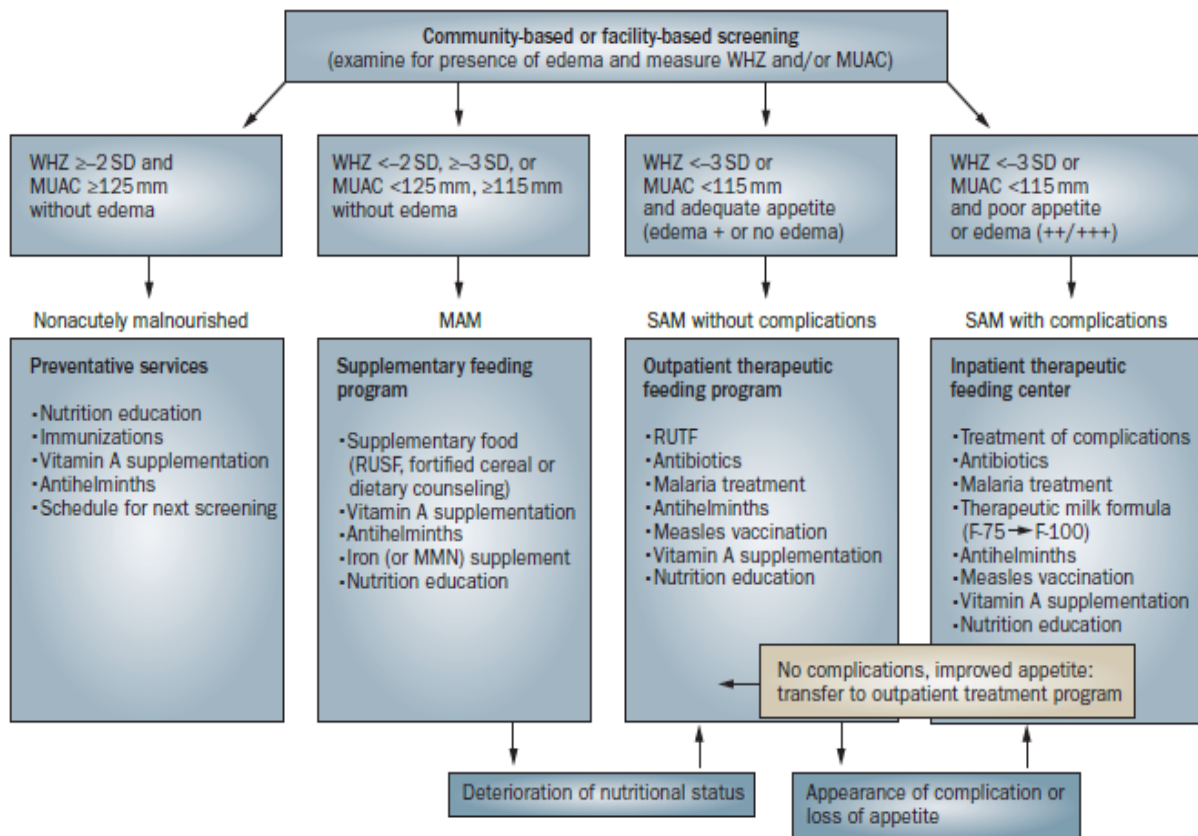 Community-based or facility-based screening
(examine for presence of edema and measure WHZ and/or MUAC)
WHZ ≥–2 SD and
MUAC ≥125 mm
without edema
WHZ <–2 SD, ≥–3 SD, or
MUAC <125 mm, ≥115 mm
without edema
WHZ <–3 SD or
MUAC <115 mm
and adequate appetite
(edema + or no edema)
WHZ <–3 SD or
MUAC <115 mm
and poor appetite
or edema (++/+++)
Nonacutely malnourished
MAM
SAM without complications
SAM with complications
Preventative services
▪Nutrition education
▪Immunizations
▪Vitamin A supplementation
▪Antihelminths
▪Schedule for next screening
Supplementary feeding
program
▪Supplementary food
(RUSF, fortified cereal or
dietary counseling)
▪Vitamin A supplementation
▪Antihelminths
▪Iron (or MMN) supplement
▪Nutrition education
Outpatient therapeutic
feeding program
▪RUTF
▪Antibiotics
▪Malaria treatment
▪Antihelminths
▪Measles vaccination
▪Vitamin A supplementation
▪Nutrition education
Inpatient therapeutic
feeding center
▪Treatment of complications
▪Antibiotics
▪Malaria treatment
▪Therapeutic milk formula
(F-75→F-100)
▪Antihelminths
▪Measles vaccination
▪Vitamin A supplementation
▪Nutrition education
No complications, improved appetite:
transfer to outpatient treatment program
Deterioration of nutritional status
Appearance of complication or
loss of appetite